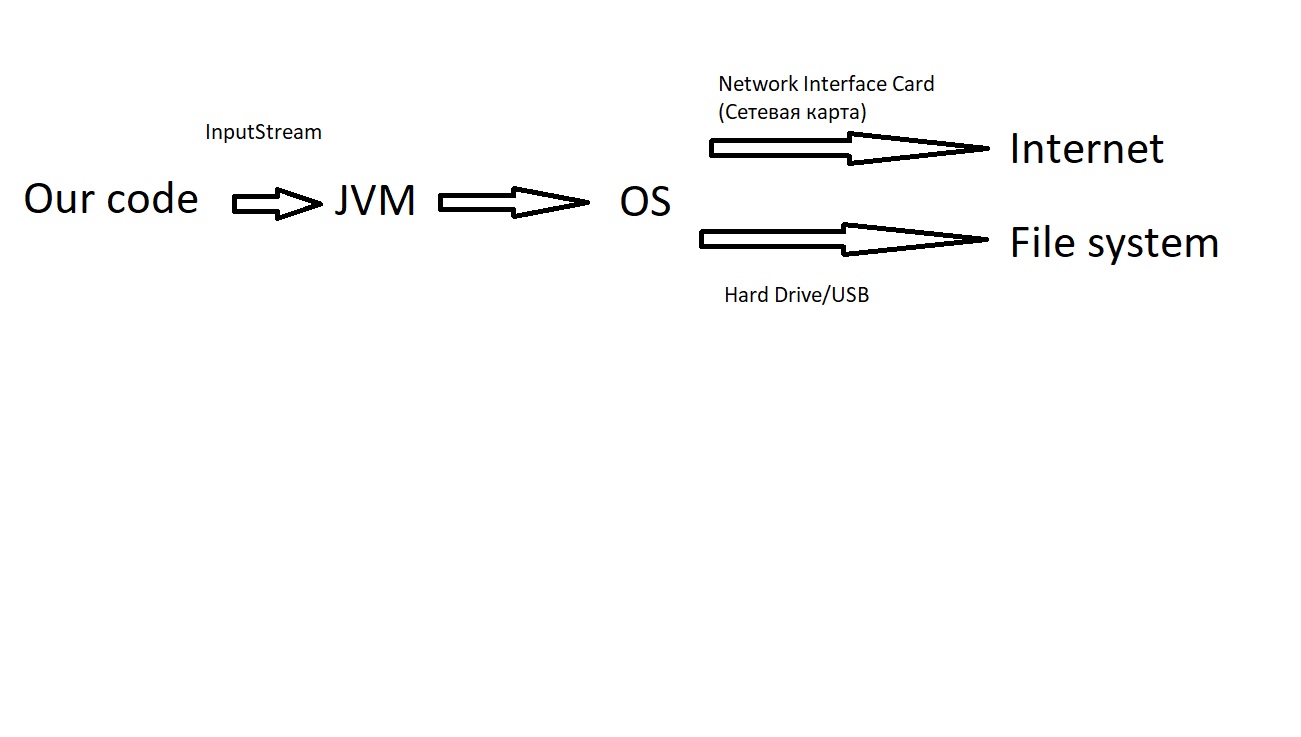 Network Interface Card
(Сетевая карта)
InputStream
Internet
Our code
JVM
OS
File system
Hard Drive/USB